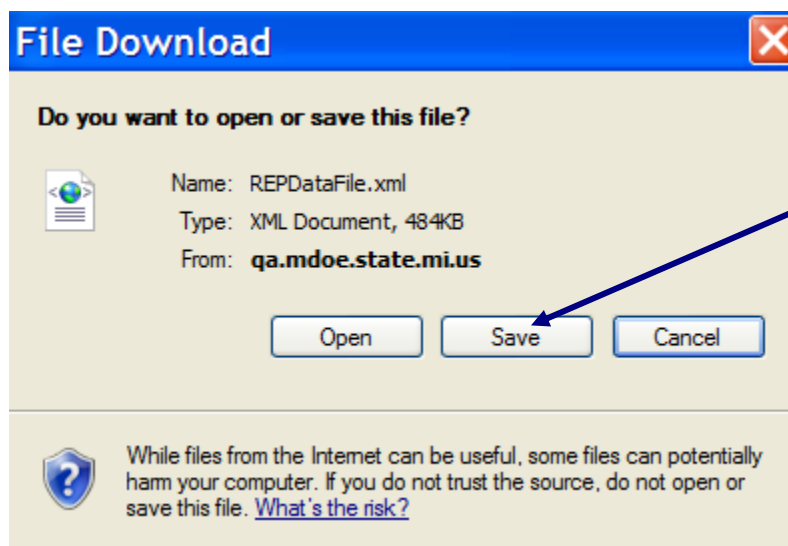 File Download
Do you want to open or save this file?
Name: REPDataFile.xml
Type: XML Document, 484KB
From: qa.mdoe.state.mi.us
Open Save Cancel
While files from the Internet can be useful, some files can potentially
harm your computer. If you do not trust the source, do not open or
save this file. What's the risk?